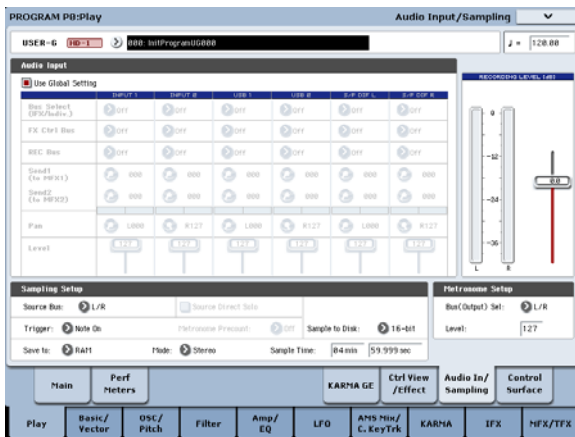 PROGRAM P0:Play Audio Input/Sampling
USER-G HD-1 000: InitProgramUG000 ♩ = 120.00
Audio Input
RECORDING LEVEL (dB)
Use Global Setting
INPUT 1 INPUT 2 USB 1 USB 2 S/P DIF L S/P DIF R
Bus Select Off Off Off Off Off Off
(IFX/Indiv.)
FX Ctrl Bus Off Off Off Off Off Off
REC Bus Off Off Off Off Off Off
Send1 000 000 000 000 000 000
(to MFX1)
Send2 000 000 000 000 000 000
(to MFX2)
Pan L000 R127 L000 R127 L000 R127
Level 127 127 127 127 127 127
0
-12
-24
-36
0.0
L R
Sampling Setup
Source Bus: L/R Source Direct Solo
Trigger: Note On Metronome Precount: Off Sample to Disk: 16-bit
Save to: RAM Mode: Stereo Sample Time: 04 min 59.999 sec
Metronome Setup
Bus(Output) Sel: L/R
Level: 127
Main Perf Meters KARMA GE Ctrl View /Effect Audio In/ Sampling Control Surface
Play Basic/ Vector OSC/ Pitch Filter Amp/ EQ LFO AMS Mix/ C.KeyTrk KARMA IFX MFX/TFX